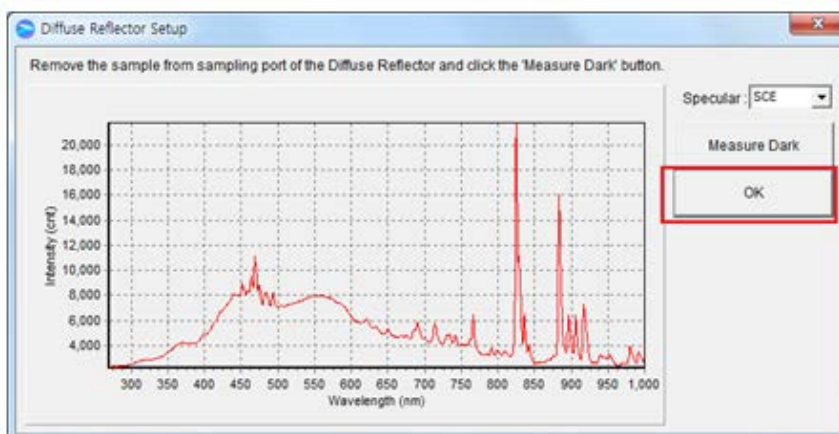 Diffuse Reflector Setup
x
Remove the sample from sampling port of the Diffuse Reflector and click the 'Measure Dark' button.
Specular : SCE
Measure Dark
OK
20,000
18,000
16,000
14,000
12,000
10,000
8,000
6,000
4,000
Intensity (cnt)
300 350 400 450 500 550 600 650 700 750 800 850 900 950 1,000
Wavelength (nm)